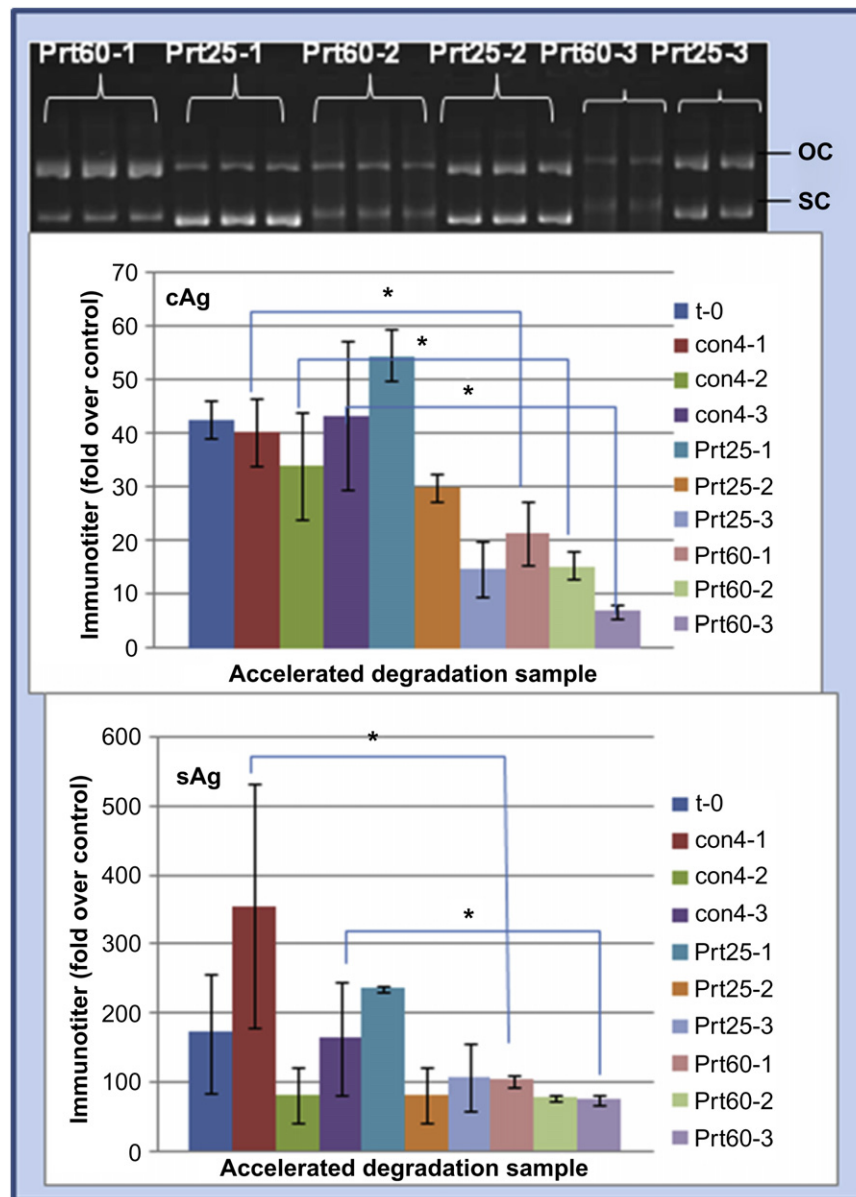 Prt60-1 Prt25-1 Prt60-2 Prt25-2 Prt60-3 Prt25-3
OC
SC
cAg
Immunotiter (fold over control)
70
60
50
40
30
20
10
0
*
*
*
t-0
con4-1
con4-2
con4-3
Prt25-1
Prt25-2
Prt25-3
Prt60-1
Prt60-2
Prt60-3
Accelerated degradation sample
sAg
Immunotiter (fold over control)
600
500
400
300
200
100
0
*
*
t-0
con4-1
con4-2
con4-3
Prt25-1
Prt25-2
Prt25-3
Prt60-1
Prt60-2
Prt60-3
Accelerated degradation sample